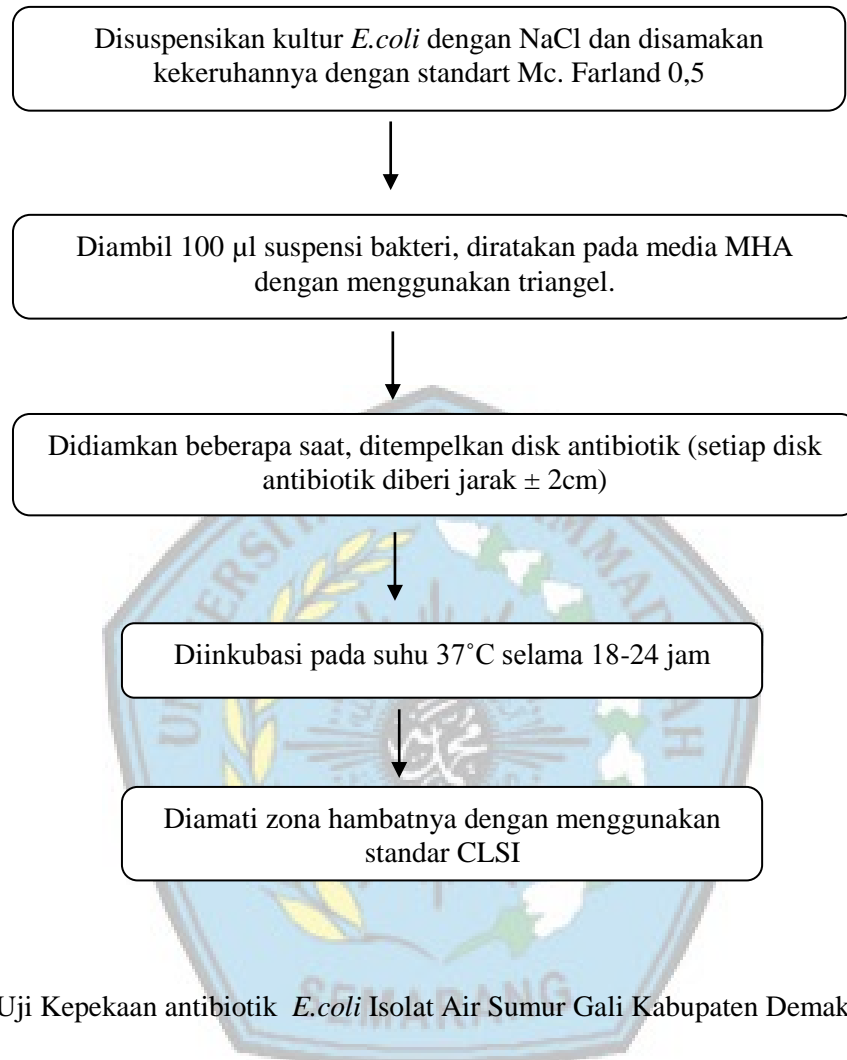 Disuspensikan kultur E.coli dengan NaCl dan disamakan
kekeruhannya dengan standart Mc. Farland 0,5
Diambil 100 µl suspensi bakteri, diratakan pada media MHA
dengan menggunakan triangel.
Didiamkan beberapa saat, ditempelkan disk antibiotik (setiap disk
antibiotik diberi jarak ± 2cm)
Diinkubasi pada suhu 37˚C selama 18-24 jam
Diamati zona hambatnya dengan menggunakan
standar CLSI
Uji Kepekaan antibiotik E.coli Isolat Air Sumur Gali Kabupaten Demak
SEMARANG